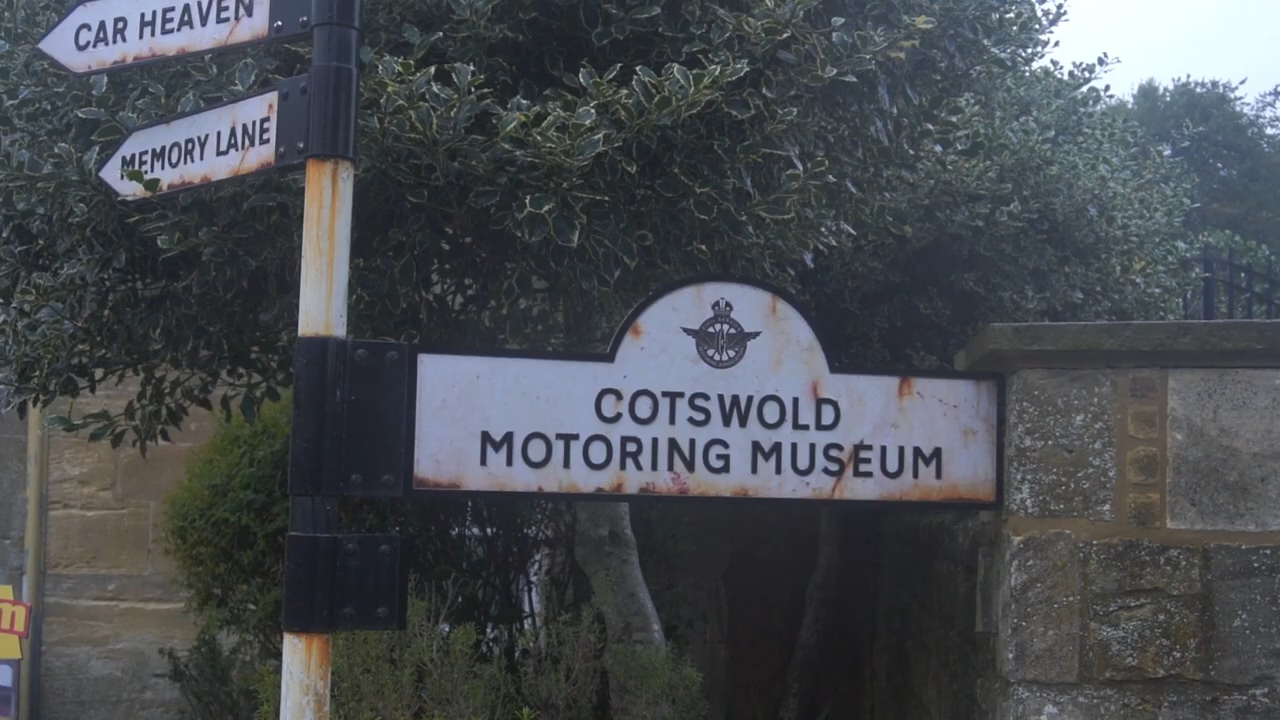 CAR HEAVEN
MEMORY LANE
COTSWOLD
MOTORING MUSEUM
m